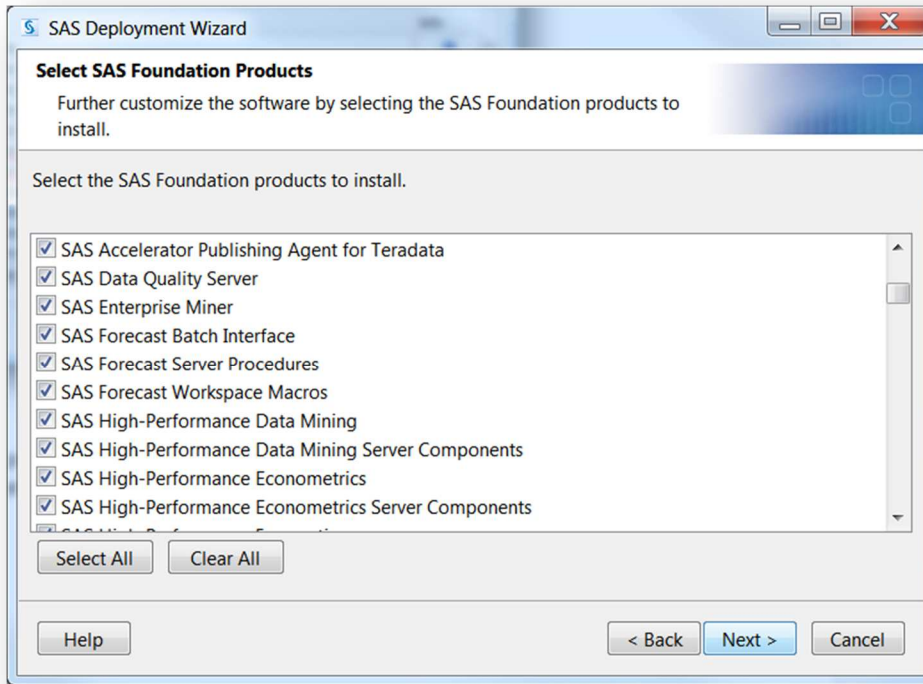 SAS Deployment Wizard
Select SAS Foundation Products
Further customize the software by selecting the SAS Foundation products to
install.
Select the SAS Foundation products to install.
SAS Accelerator Publishing Agent for Teradata
SAS Data Quality Server
SAS Enterprise Miner
SAS Forecast Batch Interface
SAS Forecast Server Procedures
SAS Forecast Workspace Macros
SAS High-Performance Data Mining
SAS High-Performance Data Mining Server Components
SAS High-Performance Econometrics
SAS High-Performance Econometrics Server Components
Select All Clear All
Help < Back Next > Cancel